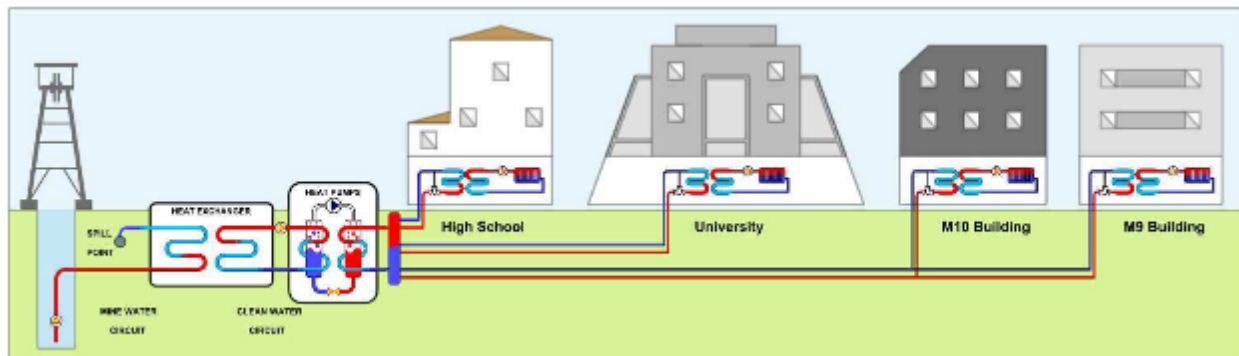 HEAT PUMPS
HEAT EXCHANGER
SPILL
POINT
High School
University
M10 Building
M9 Building
MINE WATER
CIRCUIT
CLEAN WATER
CIRCUIT